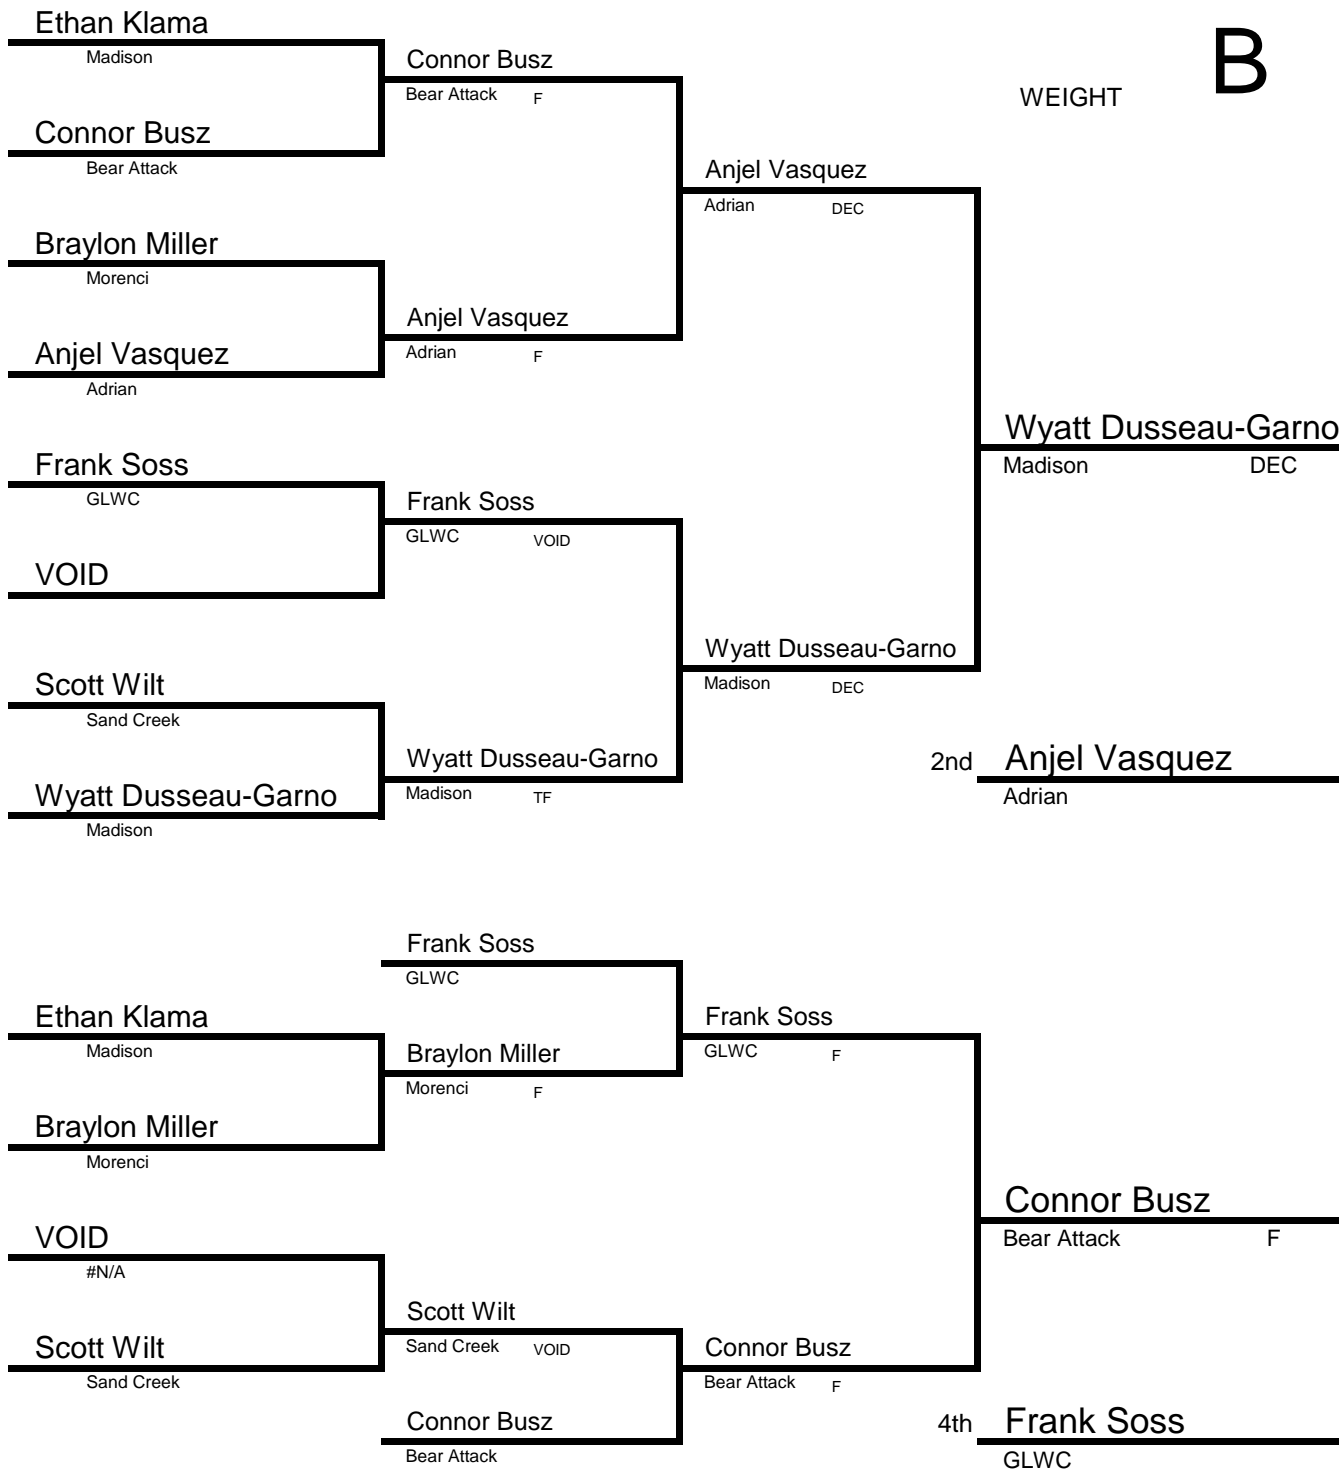 Ethan Klama
Madison
Connor Busz
Bear Attack F
B
WEIGHT
Connor Busz
Bear Attack
Anjel Vasquez
Adrian DEC
Braylon Miller
Morenci
Anjel Vasquez
Adrian F
Anjel Vasquez
Adrian
Wyatt Dusseau-Garno
Madison DEC
Frank Soss
GLWC
Frank Soss
GLWC VOID
VOID
Wyatt Dusseau-Garno
Madison DEC
Scott Wilt
Sand Creek
Wyatt Dusseau-Garno
Madison TF
2nd Anjel Vasquez
Adrian
Wyatt Dusseau-Garno
Madison
Frank Soss
GLWC
Ethan Klama
Madison
Frank Soss
GLWC F
Braylon Miller
Morenci F
Braylon Miller
Morenci
Connor Busz
Bear Attack F
VOID
#N/A
Scott Wilt
Sand Creek VOID
Scott Wilt
Sand Creek
Connor Busz
Bear Attack F
Connor Busz
Bear Attack
4th Frank Soss
GLWC